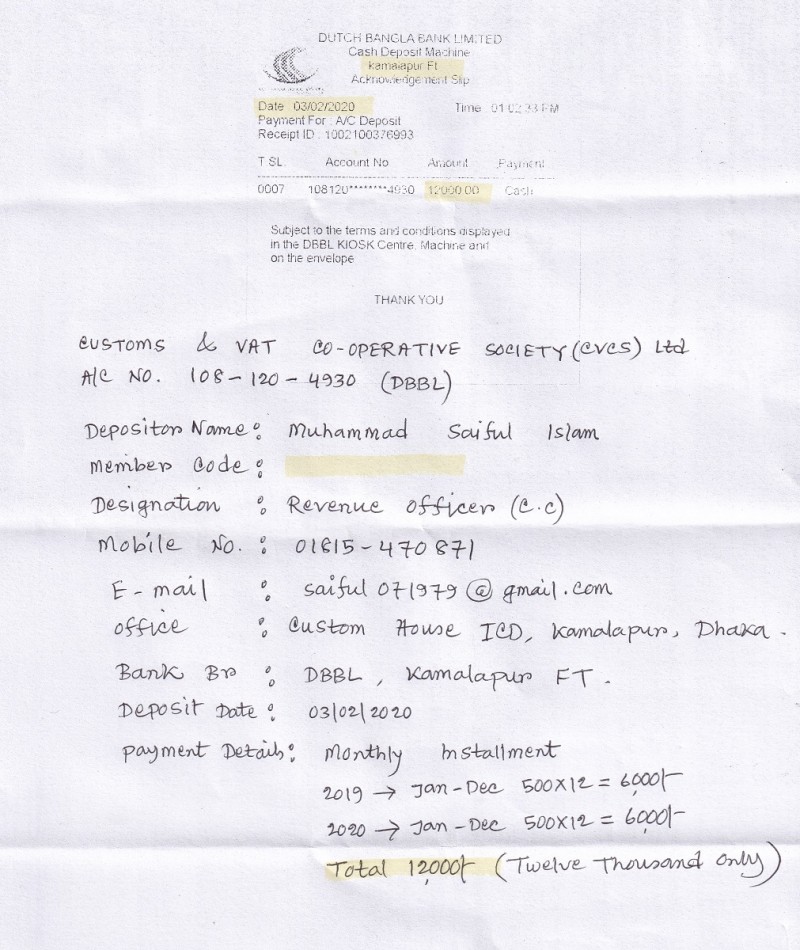 DUTCH BANGLA BANK LIMITED
Cash Deposit Machine
kamalapur Ft
Acknowledgement Slip
Date 03/02/2020 Time 01:02:33 PM
Payment For : A/C Deposit
Receipt ID : 1002100376993
T SL. Account No Amount Payment
0007 108120********4930 12000.00 Cash
Subject to the terms and conditions displayed
in the DBBL KIOSK Centre, Machine and
on the envelope
THANK YOU
CUSTOMS & VAT CO-OPERATIVE SOCIETY (CVCS) Ltd
A/C NO. 108-120-4930 (DBBL)
Depositor Name: Muhammad Saiful Islam
Member Code:
Designation : Revenue officer (C.C)
Mobile No. : 01815-470871
E-mail : saiful071979@gmail.com
office : Custom House ICD, Kamalapur, Dhaka.
Bank Br : DBBL, Kamalapur FT.
Deposit Date : 03/02/2020
payment Details: Monthly Installment
2019 → Jan-Dec 500X12 = 6,000/-
2020 → Jan-Dec 500X12 = 6,000/-
Total 12,000/- (Twelve Thousand Only)